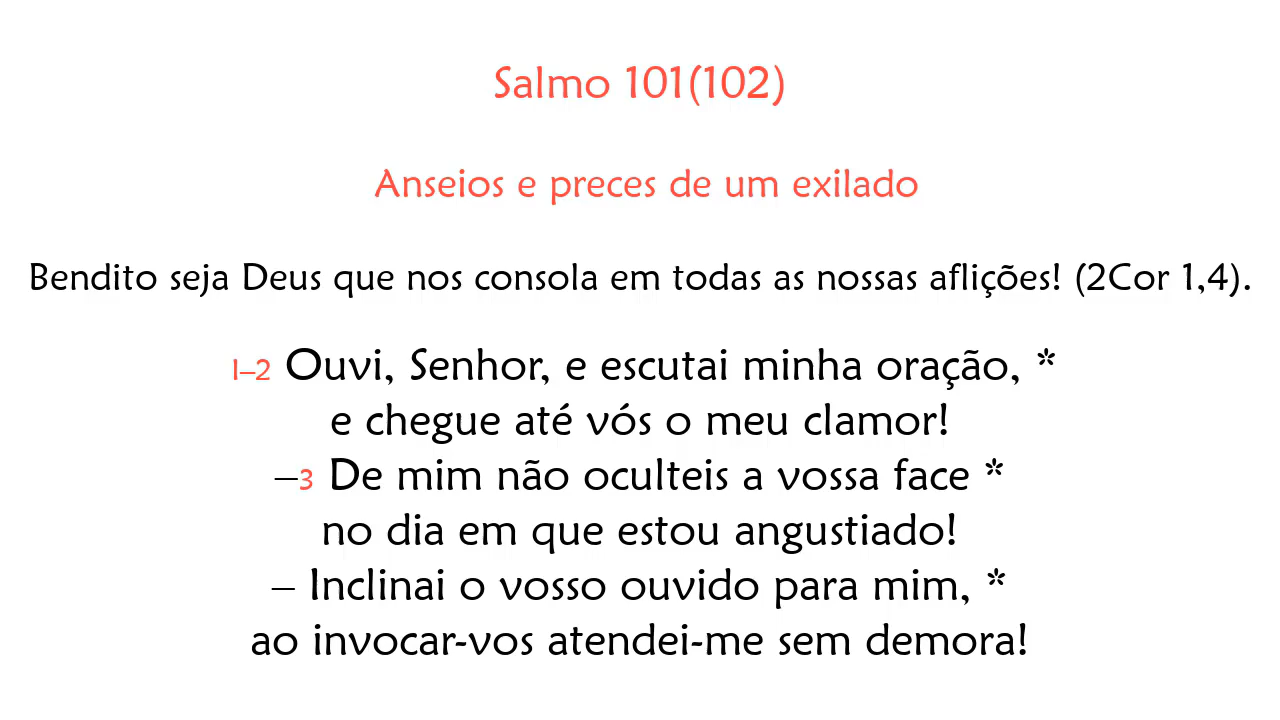 Salmo 101(102)
Anseios e preces de um exilado
Bendito seja Deus que nos consola em todas as nossas aflições! (2Cor 1,4).
1–2 Ouvi, Senhor, e escutai minha oração, *
e chegue até vós o meu clamor!
–3 De mim não oculteis a vossa face *
no dia em que estou angustiado!
– Inclinai o vosso ouvido para mim, *
ao invocar-vos atendei-me sem demora!